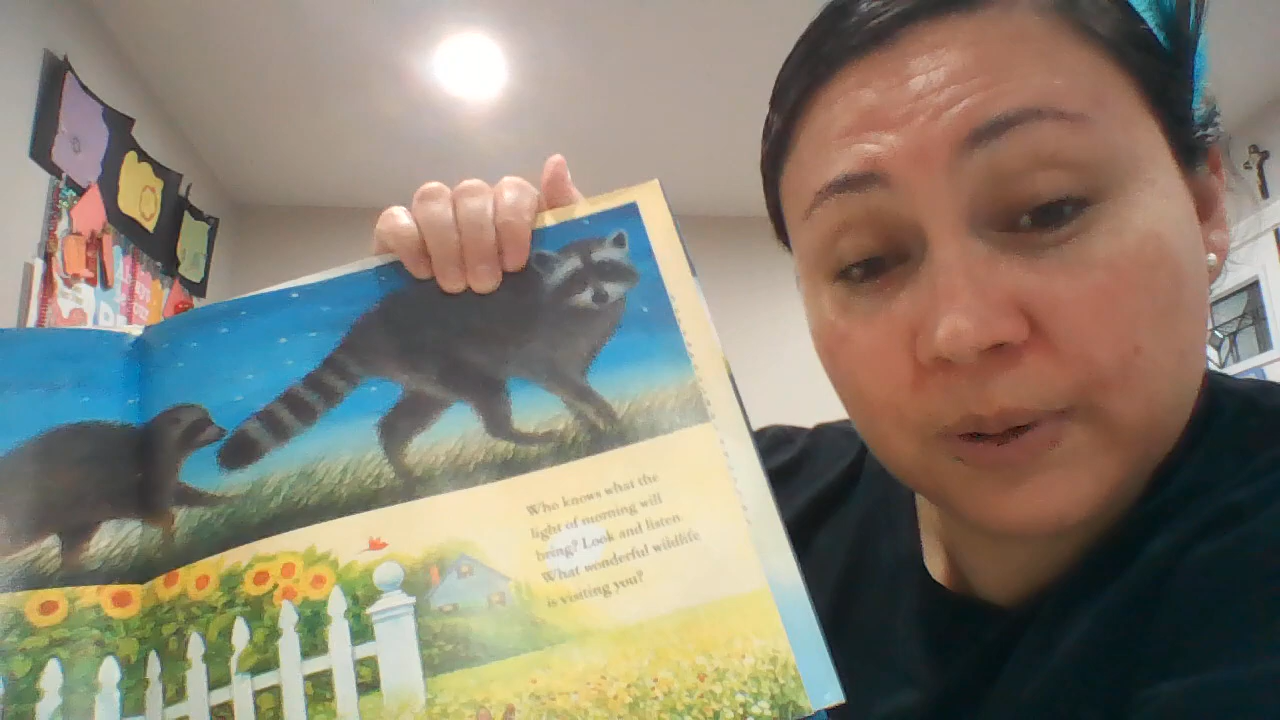 Who knows what the
light of morning will
bring? Look and listen.
What wonderful wildlife
is visiting you?